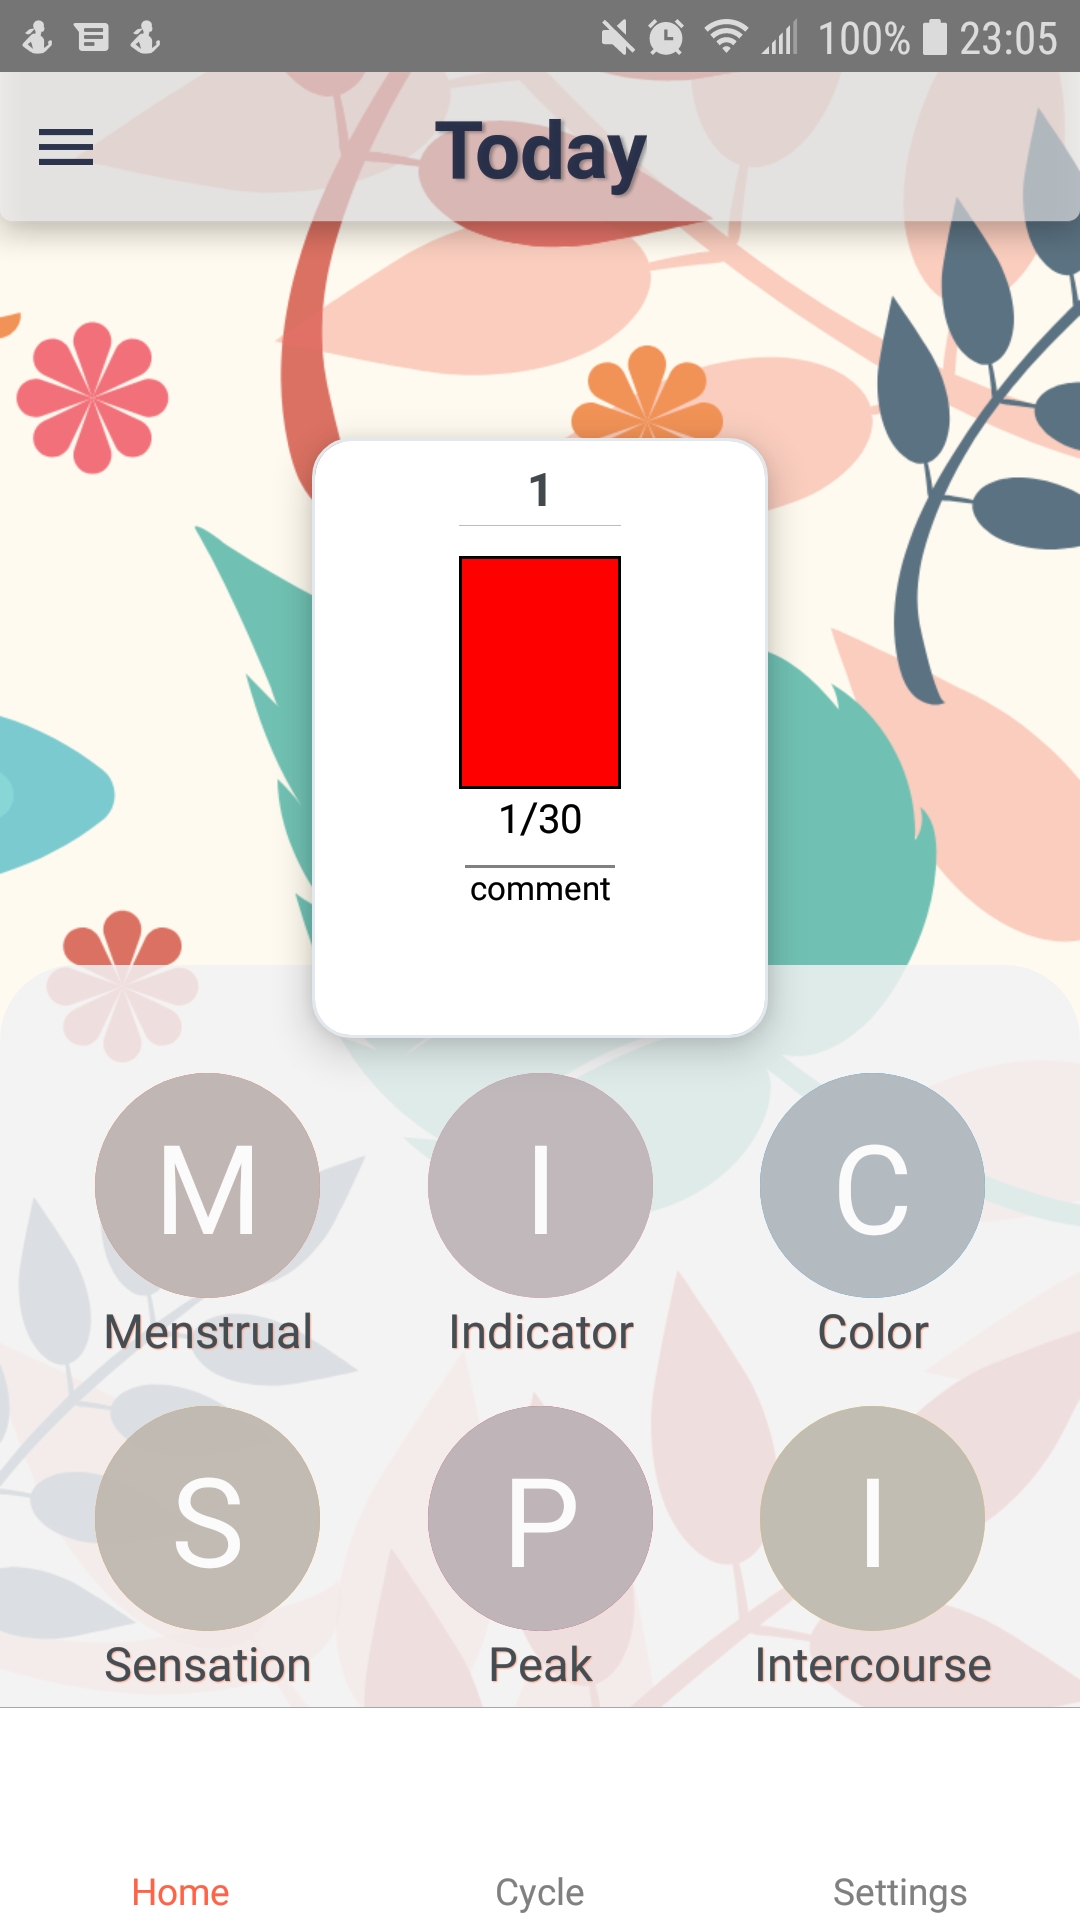 100% 23:05
Today
1
1/30
comment
M I C
Menstrual Indicator Color
S P I
Sensation Peak Intercourse
Home Cycle Settings